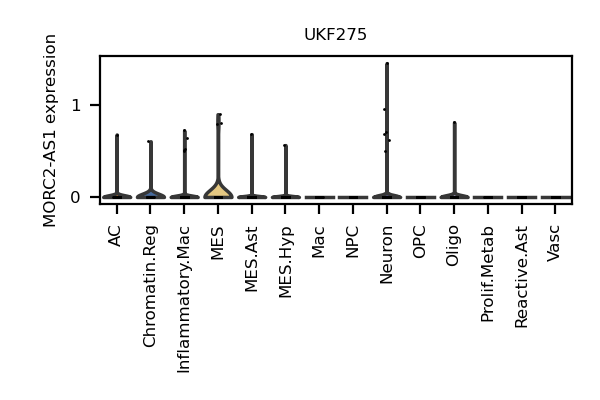 UKF275
MORC2-AS1 expression
1
0
AC
Chromatin.Reg
Inflammatory.Mac
MES
MES.Ast
MES.Hyp
Mac
NPC
Neuron
OPC
Oligo
Prolif.Metab
Reactive.Ast
Vasc